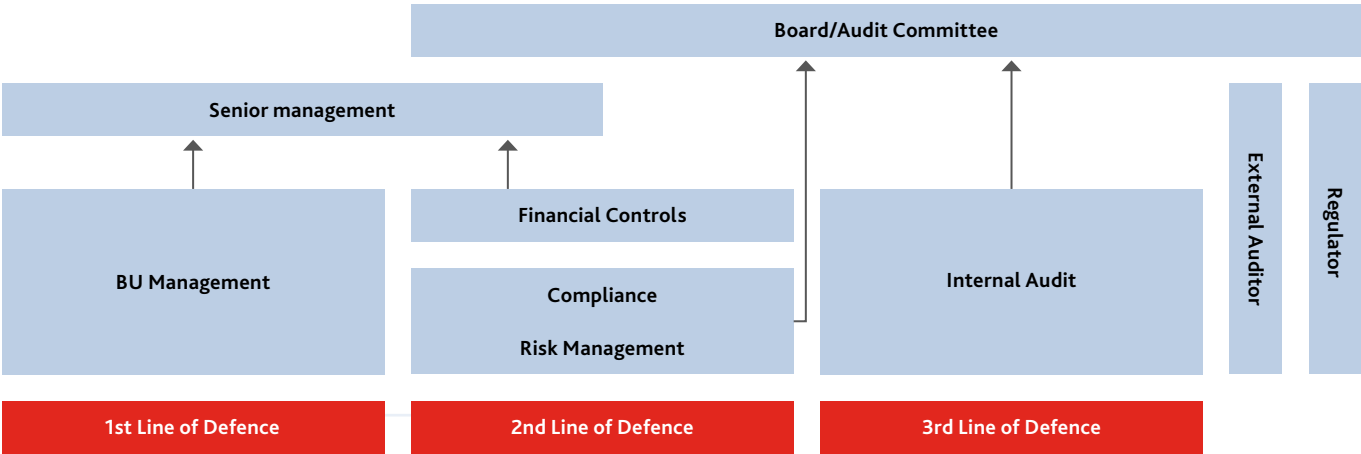 Board/Audit Committee
Senior management
BU Management
Financial Controls
Compliance
Risk Management
Internal Audit
External Auditor
Regulator
1st Line of Defence
2nd Line of Defence
3rd Line of Defence